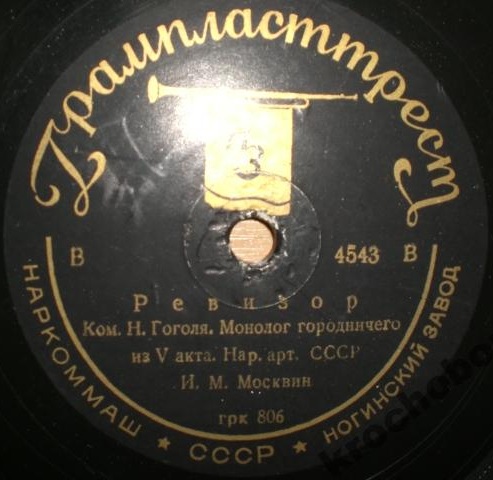 Грампласттрест
В 4543 В
Ревизор
Ком. Н. Гоголя. Монолог городничего
из V акта. Нар. арт. СССР
И. М. Москвин
грк 806
НАРКОММАШ ★ СССР ★ НОГИНСКИЙ ЗАВОД